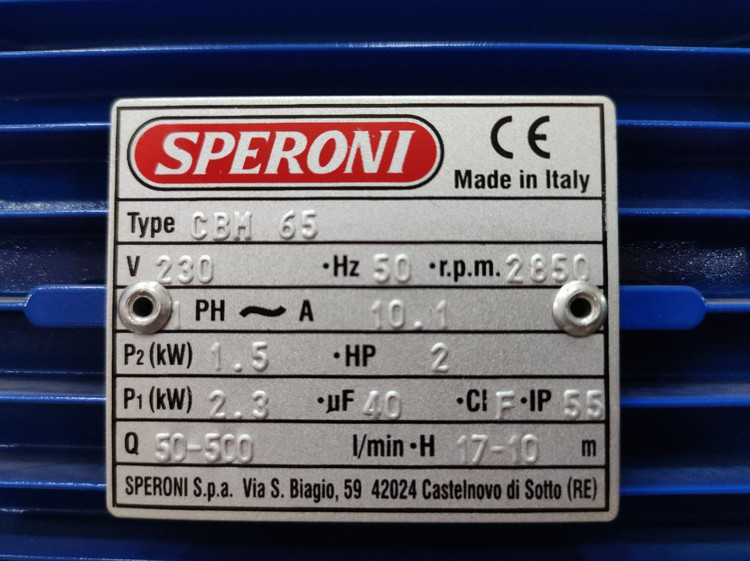 SPERONI CE
Made in Italy
Type CBM 65
V 230 ·Hz 50 ·r.p.m. 2850
1 PH ~ A 10.1
P2 (kW) 1.5 ·HP 2
P1 (kW) 2.3 ·µF 40 ·Cl F ·IP 55
Q 50-500 l/min ·H 17-10 m
SPERONI S.p.a. Via S. Biagio, 59 42024 Castelnovo di Sotto (RE)